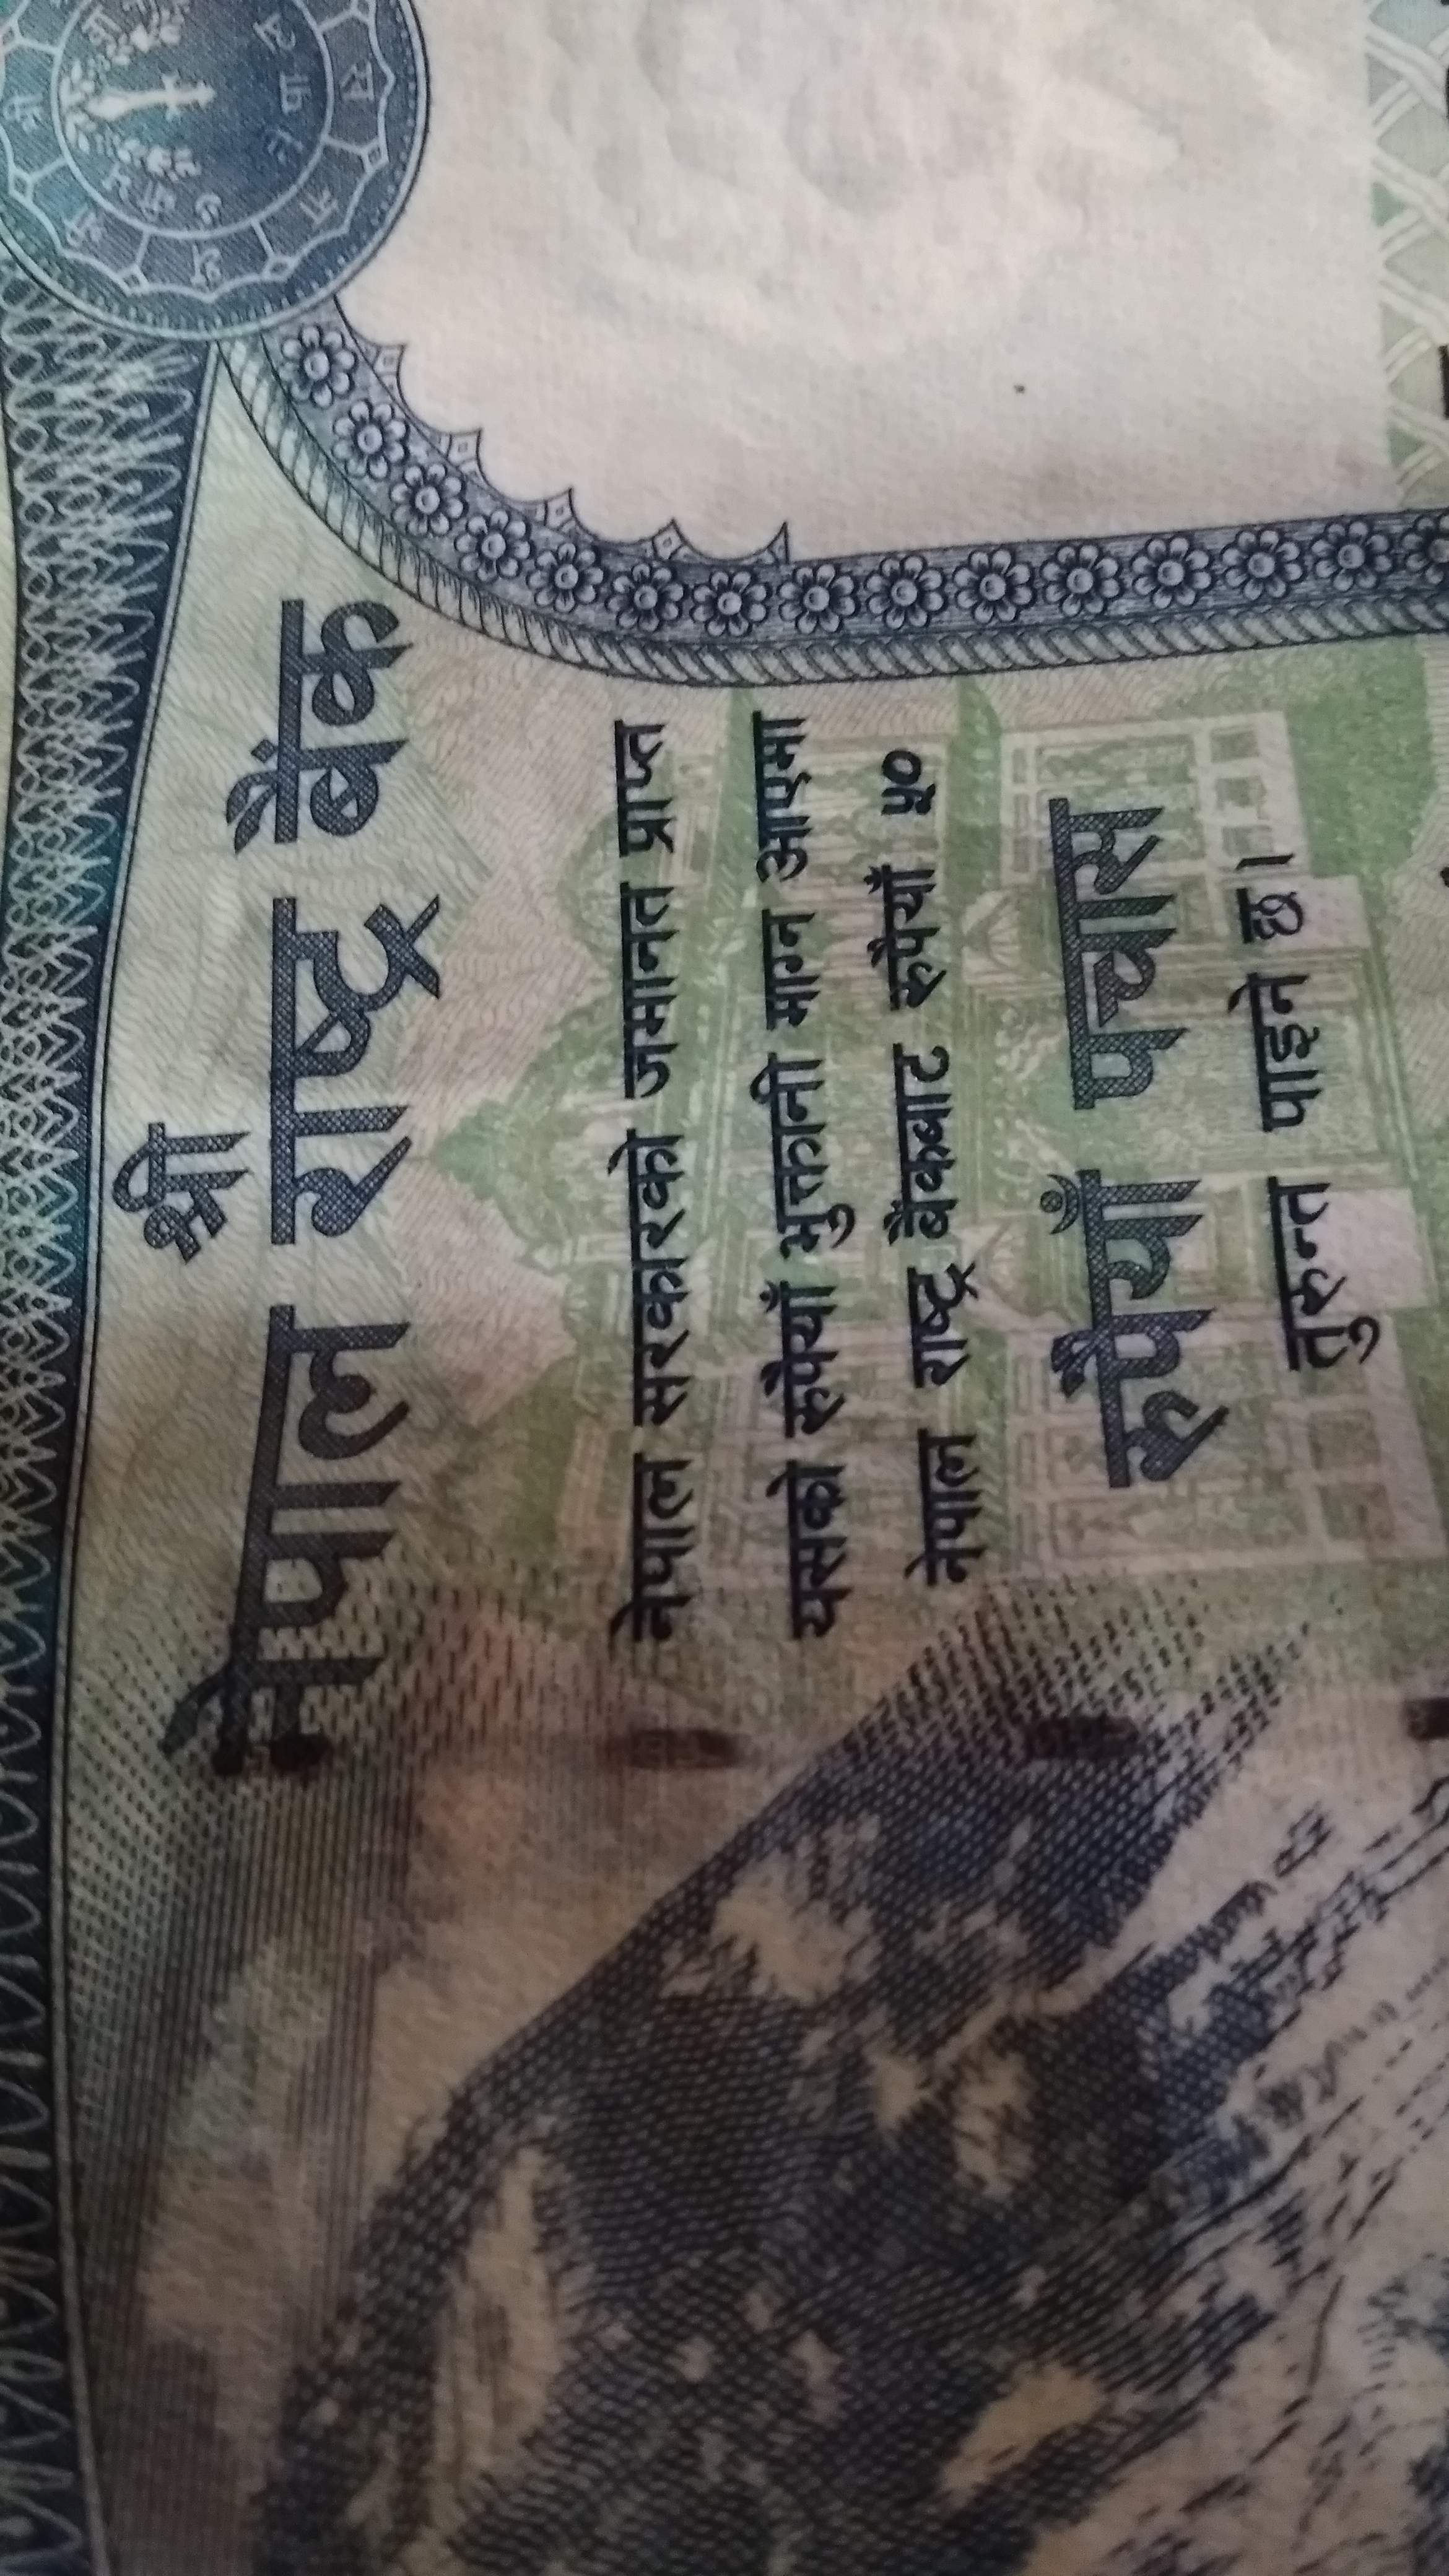 श्री
नेपाल राष्ट्र बैंक
नेपाल सरकारको जमानत प्राप्त
यसको रुपैयाँ भुक्तानी माग्न आएमा
नेपाल राष्ट्र बैंकबाट रुपैयाँ ५०
रुपैयाँ पचास
तुरुन्त पाइने छ।